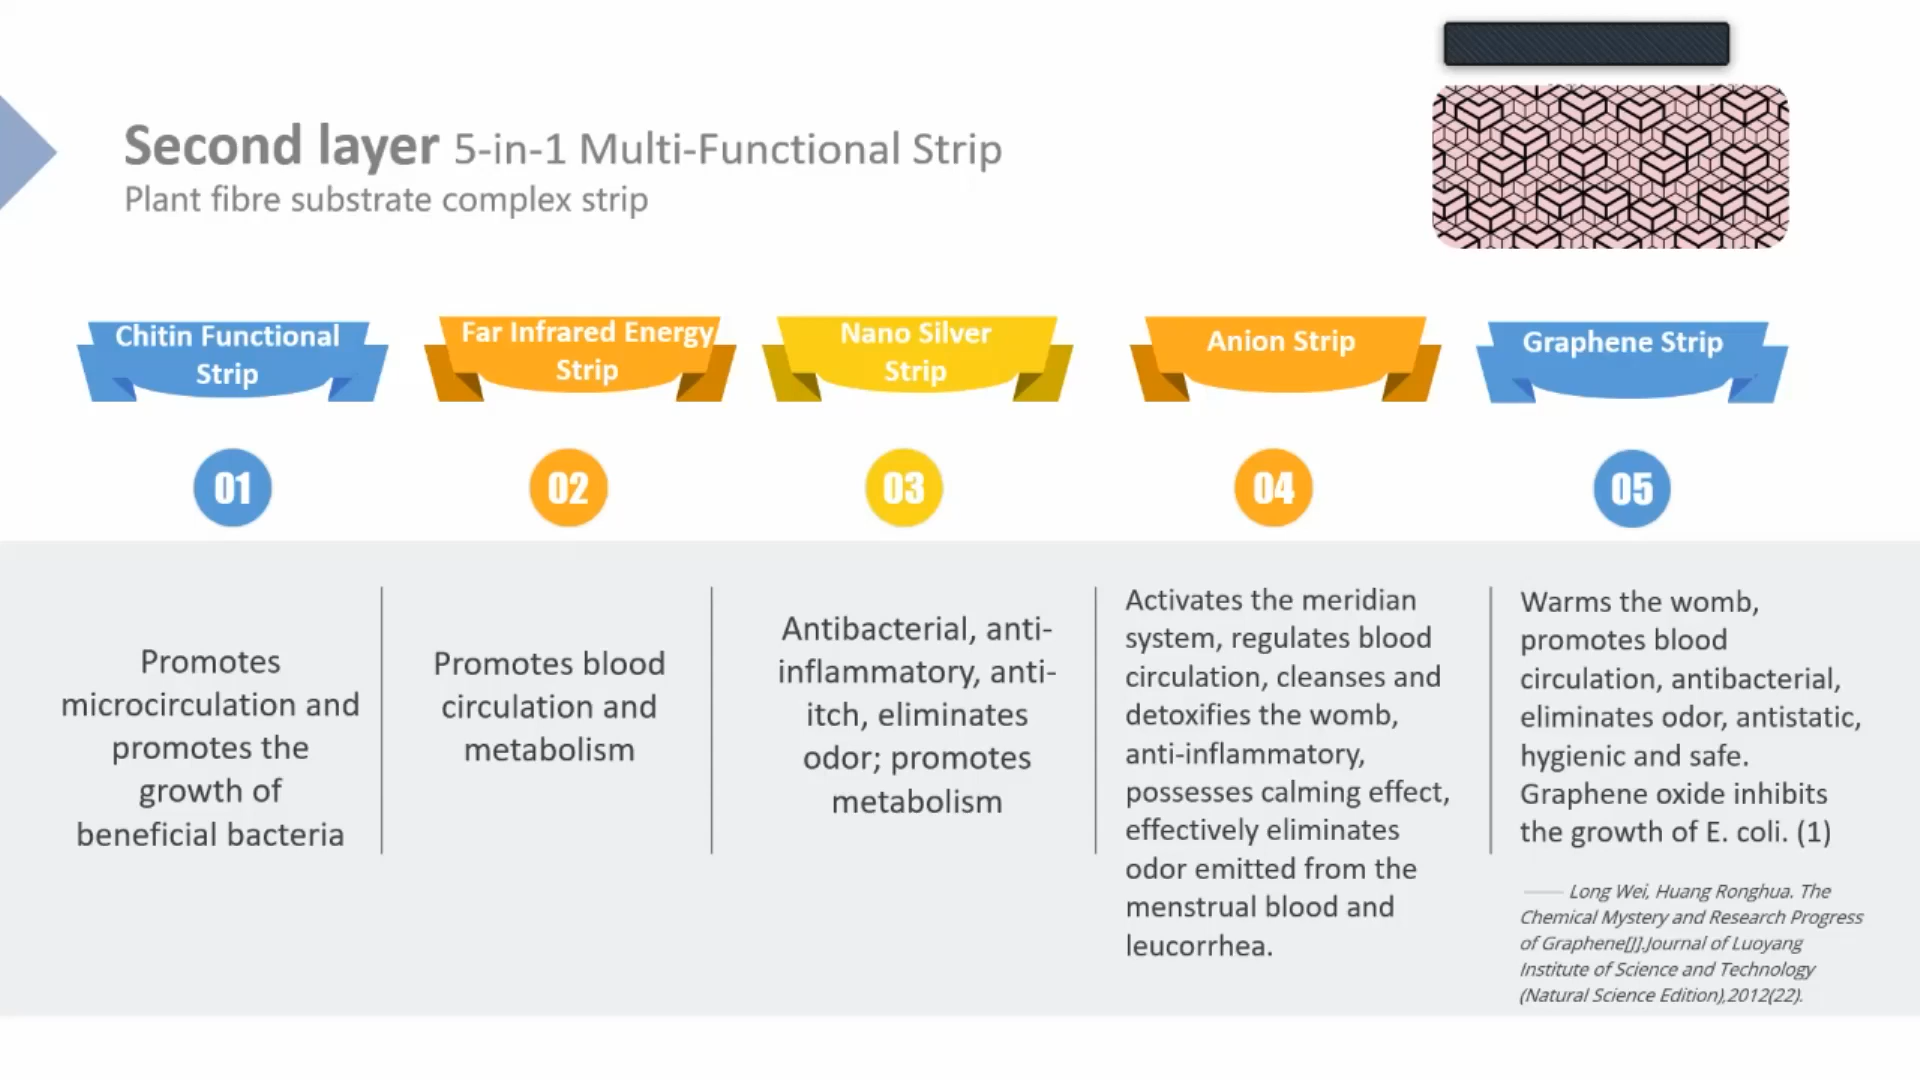 Second layer 5-in-1 Multi-Functional Strip
Plant fibre substrate complex strip
Chitin Functional
Strip
Far Infrared Energy
Strip
Nano Silver
Strip
Anion Strip
Graphene Strip
01
02
03
04
05
Promotes
microcirculation and
promotes the
growth of
beneficial bacteria
Promotes blood
circulation and
metabolism
Antibacterial, anti-
inflammatory, anti-
itch, eliminates
odor; promotes
metabolism
Activates the meridian
system, regulates blood
circulation, cleanses and
detoxifies the womb,
anti-inflammatory,
possesses calming effect,
effectively eliminates
odor emitted from the
menstrual blood and
leucorrhea.
Warms the womb,
promotes blood
circulation, antibacterial,
eliminates odor, antistatic,
hygienic and safe.
Graphene oxide inhibits
the growth of E. coli. (1)
—— Long Wei, Huang Ronghua. The
Chemical Mystery and Research Progress
of Graphene[J].Journal of Luoyang
Institute of Science and Technology
(Natural Science Edition),2012(22).